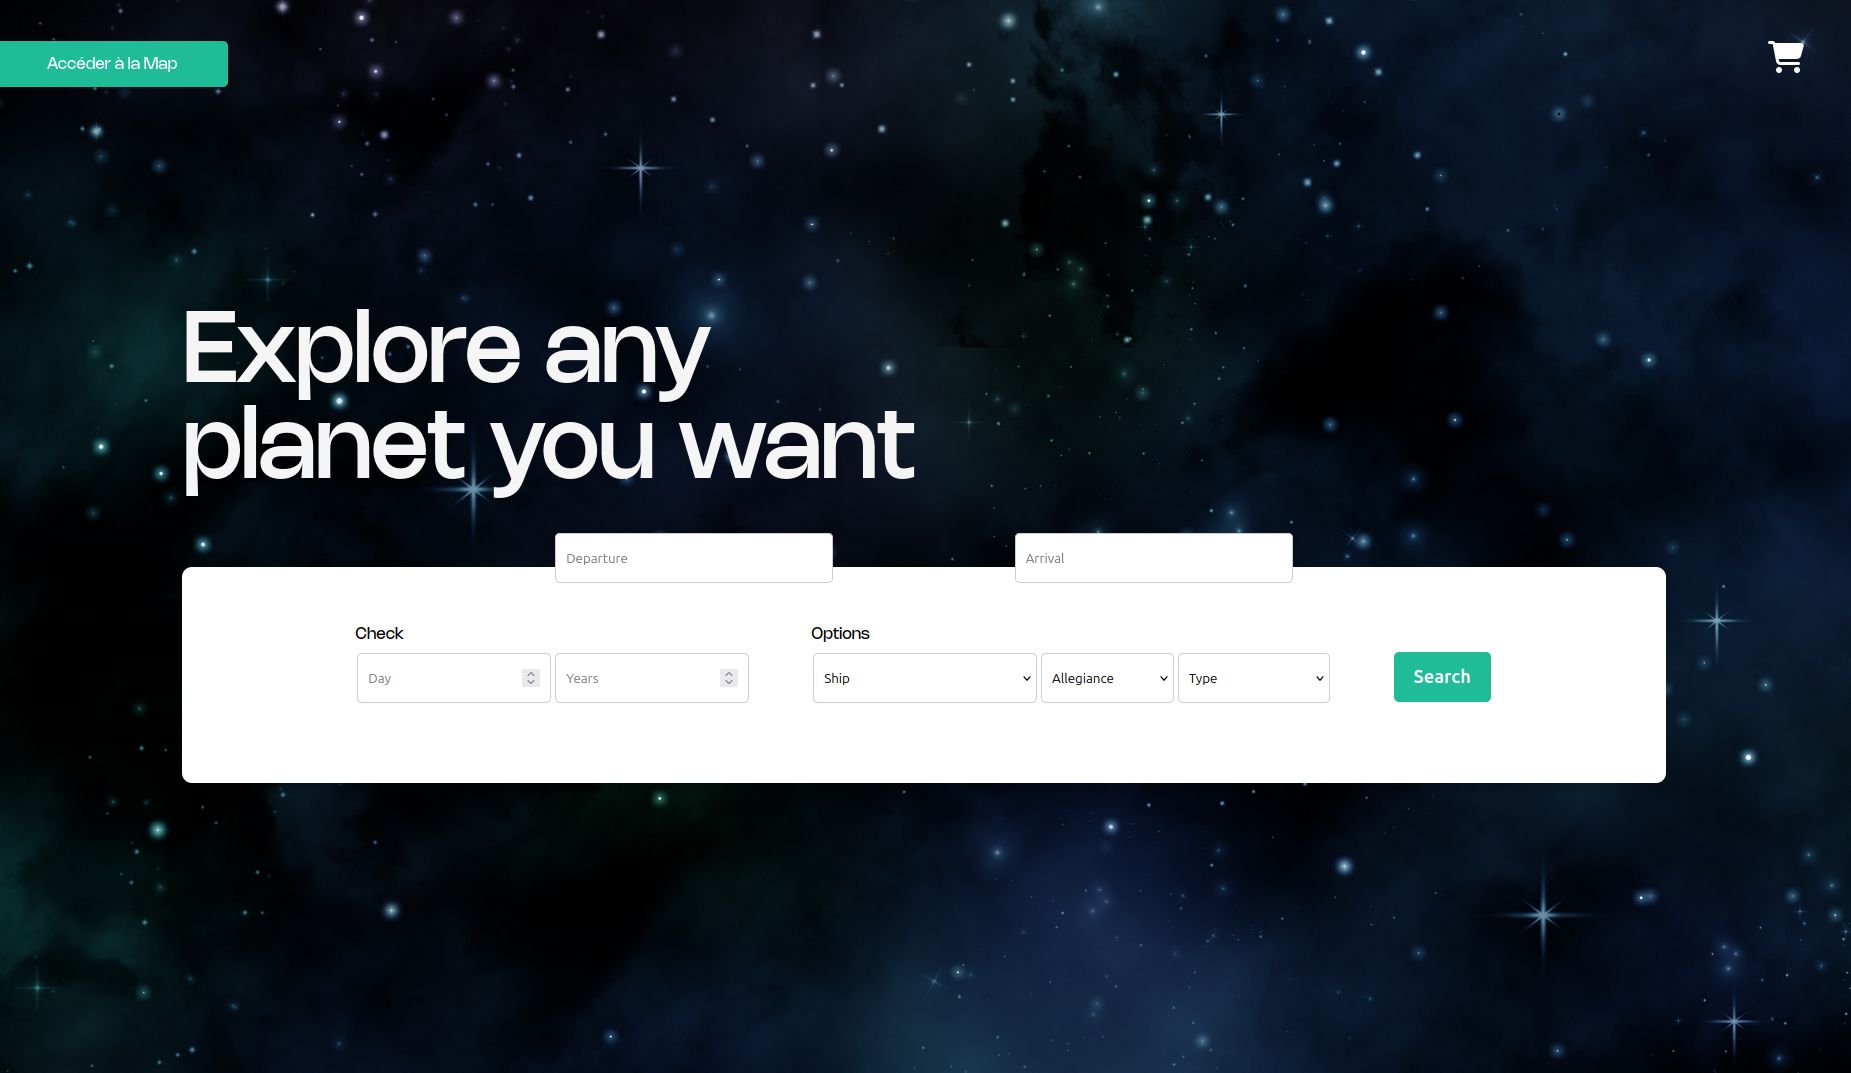 Accéder à la Map
Explore any
planet you want
Departure
Arrival
Check
Options
Day
Years
Ship
Allegiance
Type
Search